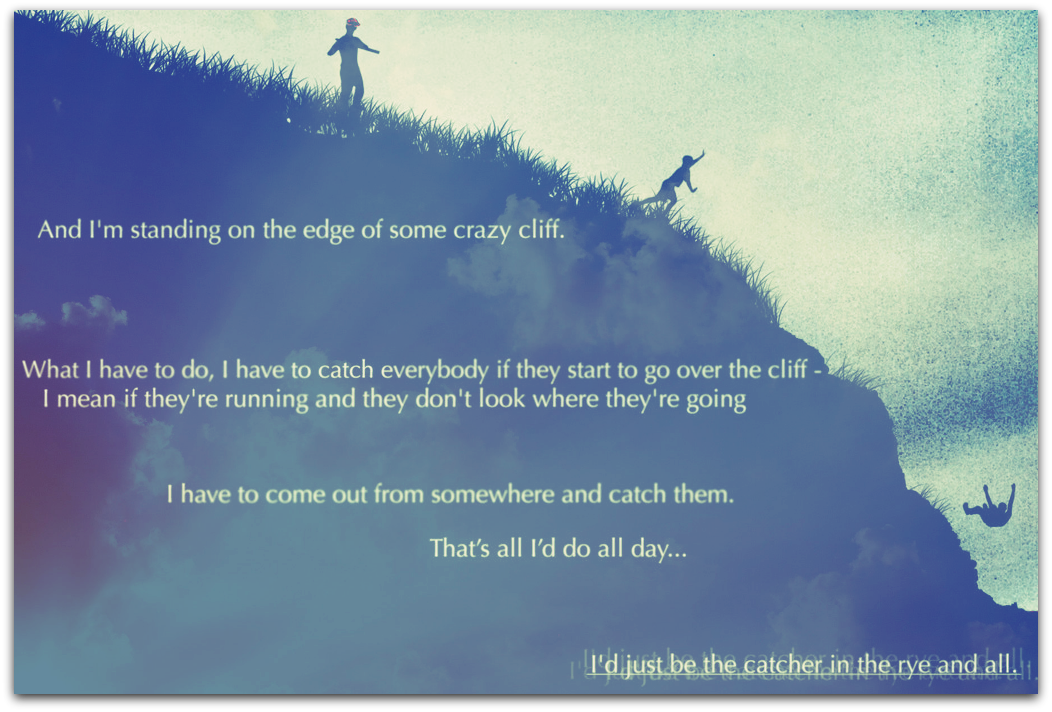 And I'm standing on the edge of some crazy cliff.
What I have to do, I have to catch everybody if they start to go over the cliff -
I mean if they're running and they don't look where they're going
I have to come out from somewhere and catch them.
That’s all I’d do all day...
I'd just be the catcher in the rye and all.